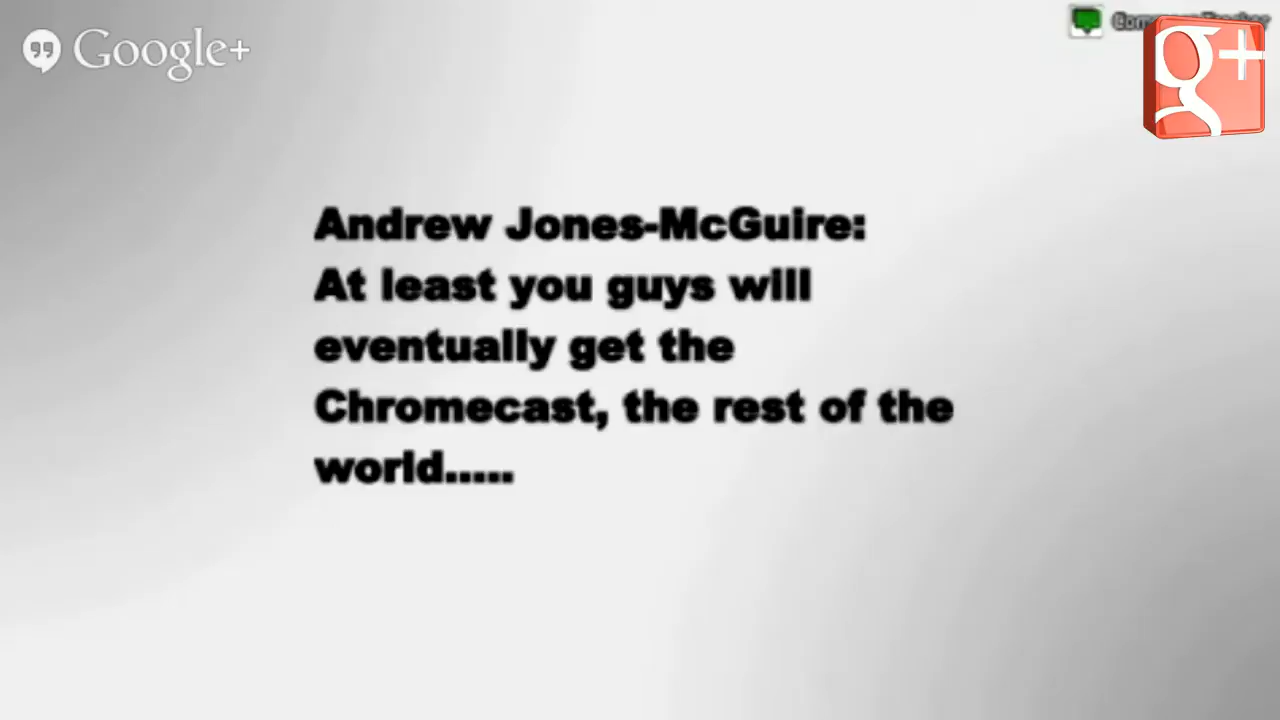 Google+
Andrew Jones-McGuire:
At least you guys will
eventually get the
Chromecast, the rest of the
world.....
g+